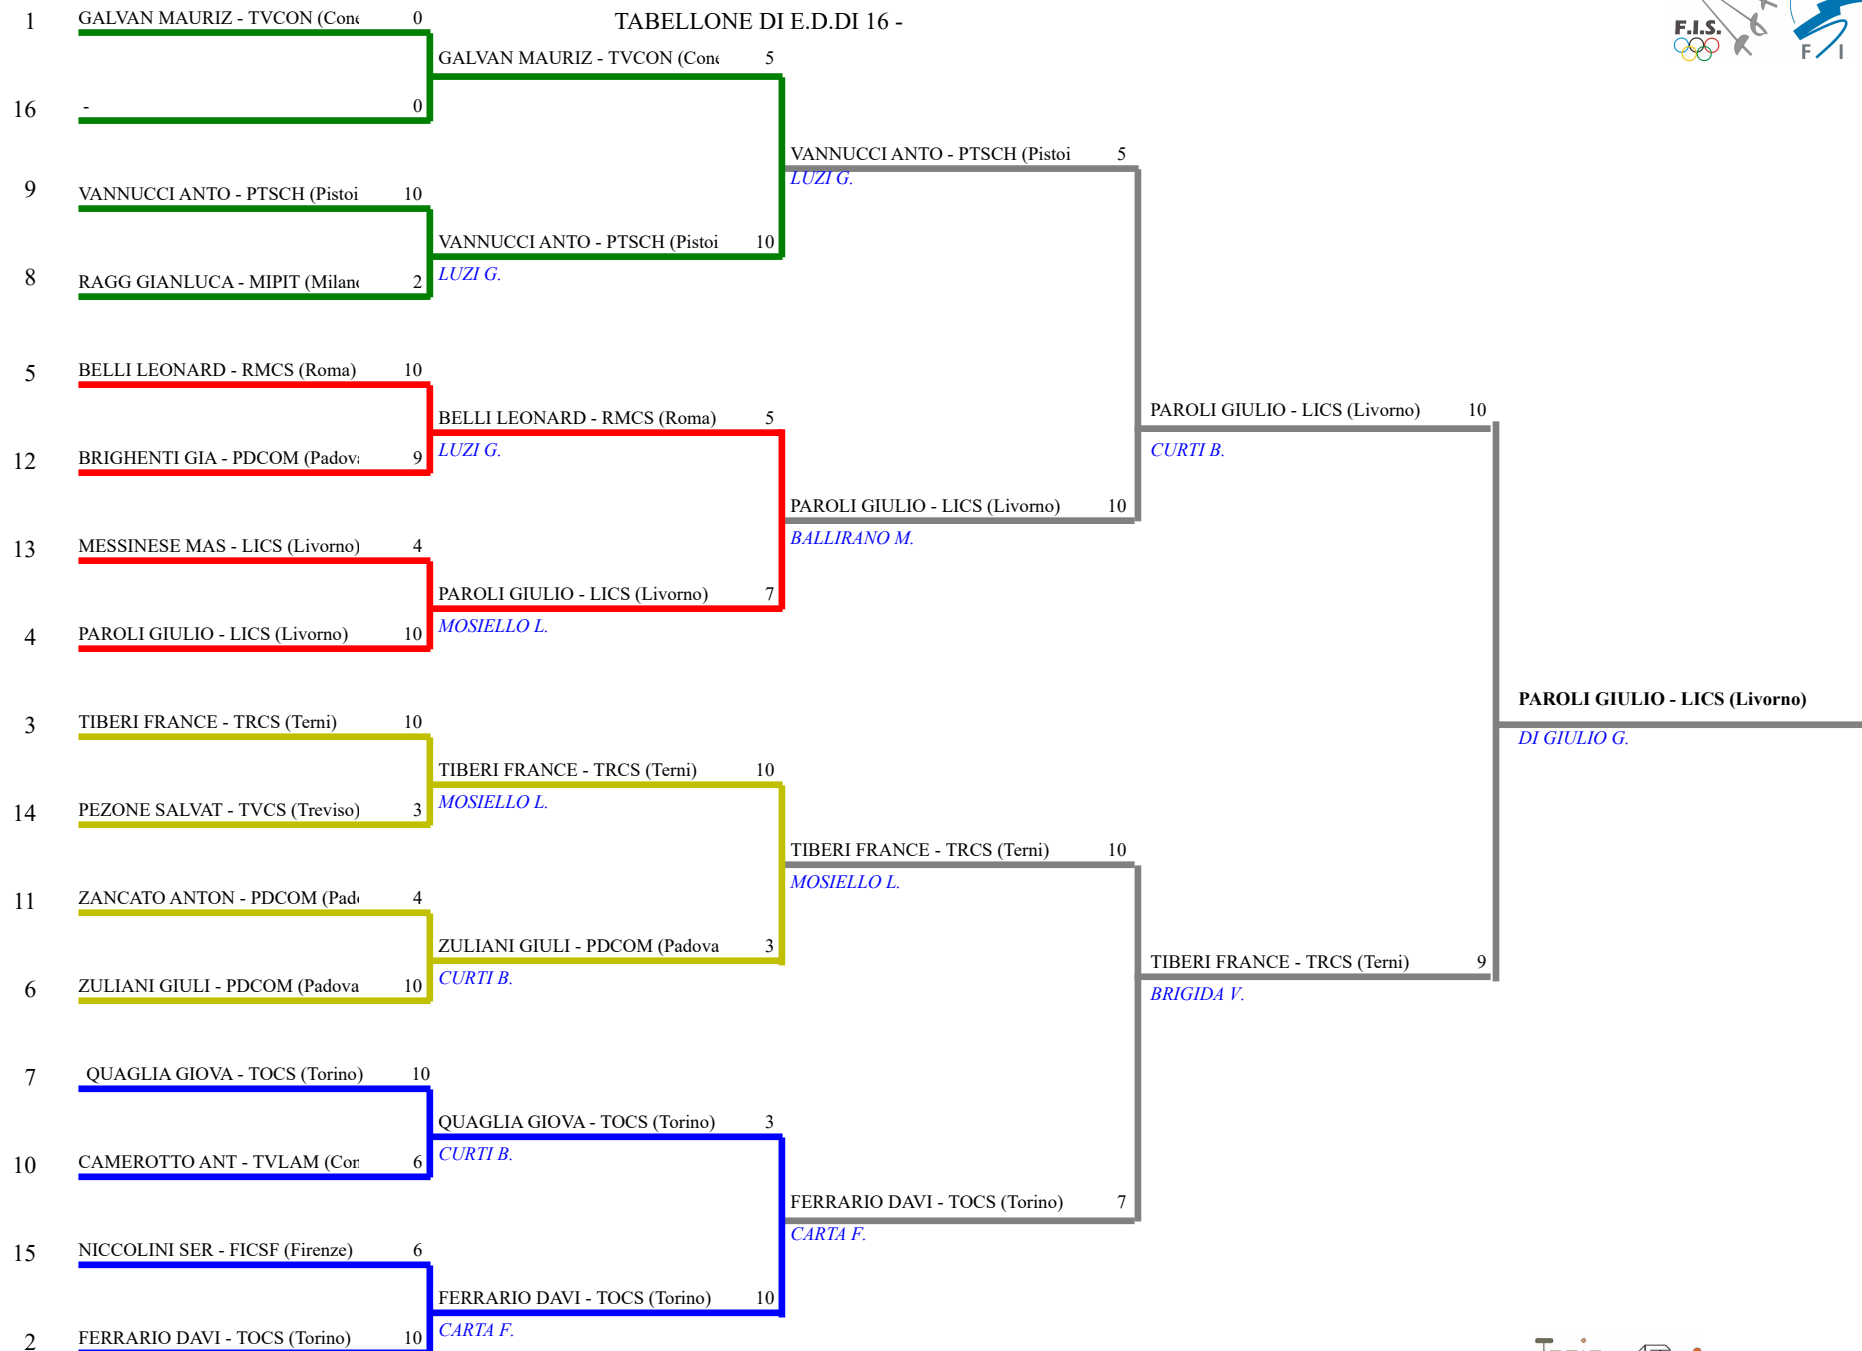 TABELLONE DI E.D.DI 16 -
F.I.S.
F I
1 GALVAN MAURIZ - TVCON (Cone 0
GALVAN MAURIZ - TVCON (Cone 5
16 - 0
VANNUCCI ANTO - PTSCH (Pistoi 5
LUZI G.
9 VANNUCCI ANTO - PTSCH (Pistoi 10
VANNUCCI ANTO - PTSCH (Pistoi 10
LUZI G.
8 RAGG GIANLUCA - MIPIT (Milano 2
5 BELLI LEONARD - RMCS (Roma) 10
BELLI LEONARD - RMCS (Roma) 5
LUZI G.
PAROLI GIULIO - LICS (Livorno) 10
CURTI B.
12 BRIGHENTI GIA - PDCOM (Padova 9
PAROLI GIULIO - LICS (Livorno) 10
BALLIRANO M.
13 MESSINESE MAS - LICS (Livorno) 4
PAROLI GIULIO - LICS (Livorno) 7
MOSIELLO L.
4 PAROLI GIULIO - LICS (Livorno) 10
PAROLI GIULIO - LICS (Livorno)
DI GIULIO G.
3 TIBERI FRANCE - TRCS (Terni) 10
TIBERI FRANCE - TRCS (Terni) 10
MOSIELLO L.
14 PEZONE SALVAT - TVCS (Treviso) 3
TIBERI FRANCE - TRCS (Terni) 10
MOSIELLO L.
11 ZANCATO ANTON - PDCOM (Pado 4
ZULIANI GIULI - PDCOM (Padova 3
CURTI B.
TIBERI FRANCE - TRCS (Terni) 9
BRIGIDA V.
6 ZULIANI GIULI - PDCOM (Padova 10
7 QUAGLIA GIOVA - TOCS (Torino) 10
QUAGLIA GIOVA - TOCS (Torino) 3
CURTI B.
10 CAMEROTTO ANT - TVLAM (Con 6
FERRARIO DAVI - TOCS (Torino) 7
CARTA F.
15 NICCOLINI SER - FICSF (Firenze) 6
FERRARIO DAVI - TOCS (Torino) 10
CARTA F.
2 FERRARIO DAVI - TOCS (Torino) 10